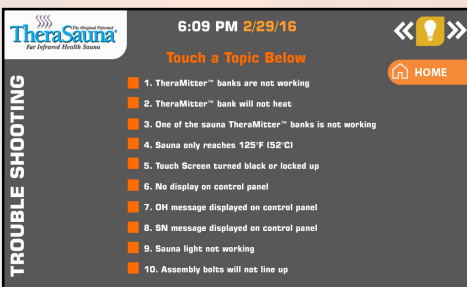 The Original Patented
TheraSauna®
Far Infrared Health Sauna
6:09 PM 2/29/16
HOME
Touch a Topic Below
TROUBLE SHOOTING
1. TheraMitter™ banks are not working
2. TheraMitter™ bank will not heat
3. One of the sauna TheraMitter™ banks is not working
4. Sauna only reaches 125°F (52°C)
5. Touch Screen turned black or locked up
6. No display on control panel
7. OH message displayed on control panel
8. SN message displayed on control panel
9. Sauna light not working
10. Assembly bolts will not line up